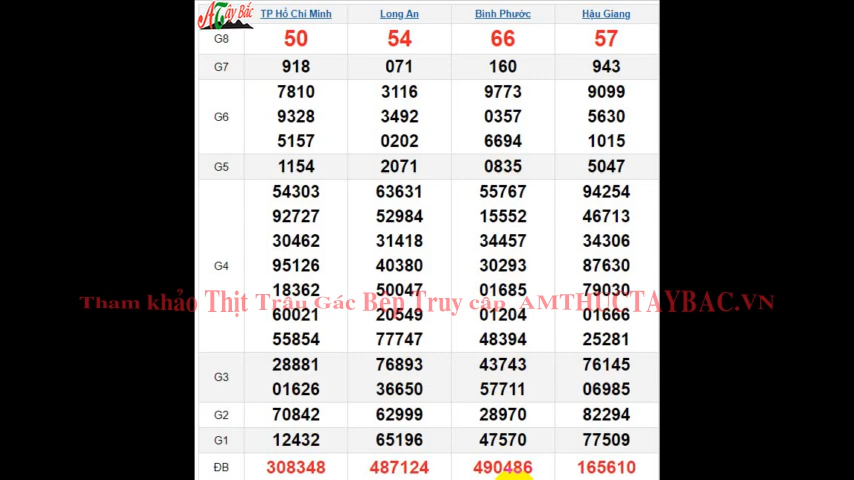 ATây Bắc
TP Hồ Chí Minh Long An Bình Phước Hậu Giang
G8 50 54 66 57
G7 918 071 160 943
7810 3116 9773 9099
G6 9328 3492 0357 5630
5157 0202 6694 1015
G5 1154 2071 0835 5047
54303 63631 55767 94254
92727 52984 15552 46713
30462 31418 34457 34306
G4 95126 40380 30293 87630
18362 50047 01685 79030
Tham khảo Thịt Trâu Gác Bếp Truy cập AMTHUCTAYBAC.VN
60021 20549 01204 01666
55854 77747 48394 25281
28881 76893 43743 76145
G3
01626 36650 57711 06985
G2 70842 62999 28970 82294
G1 12432 65196 47570 77509
ĐB 308348 487124 490486 165610